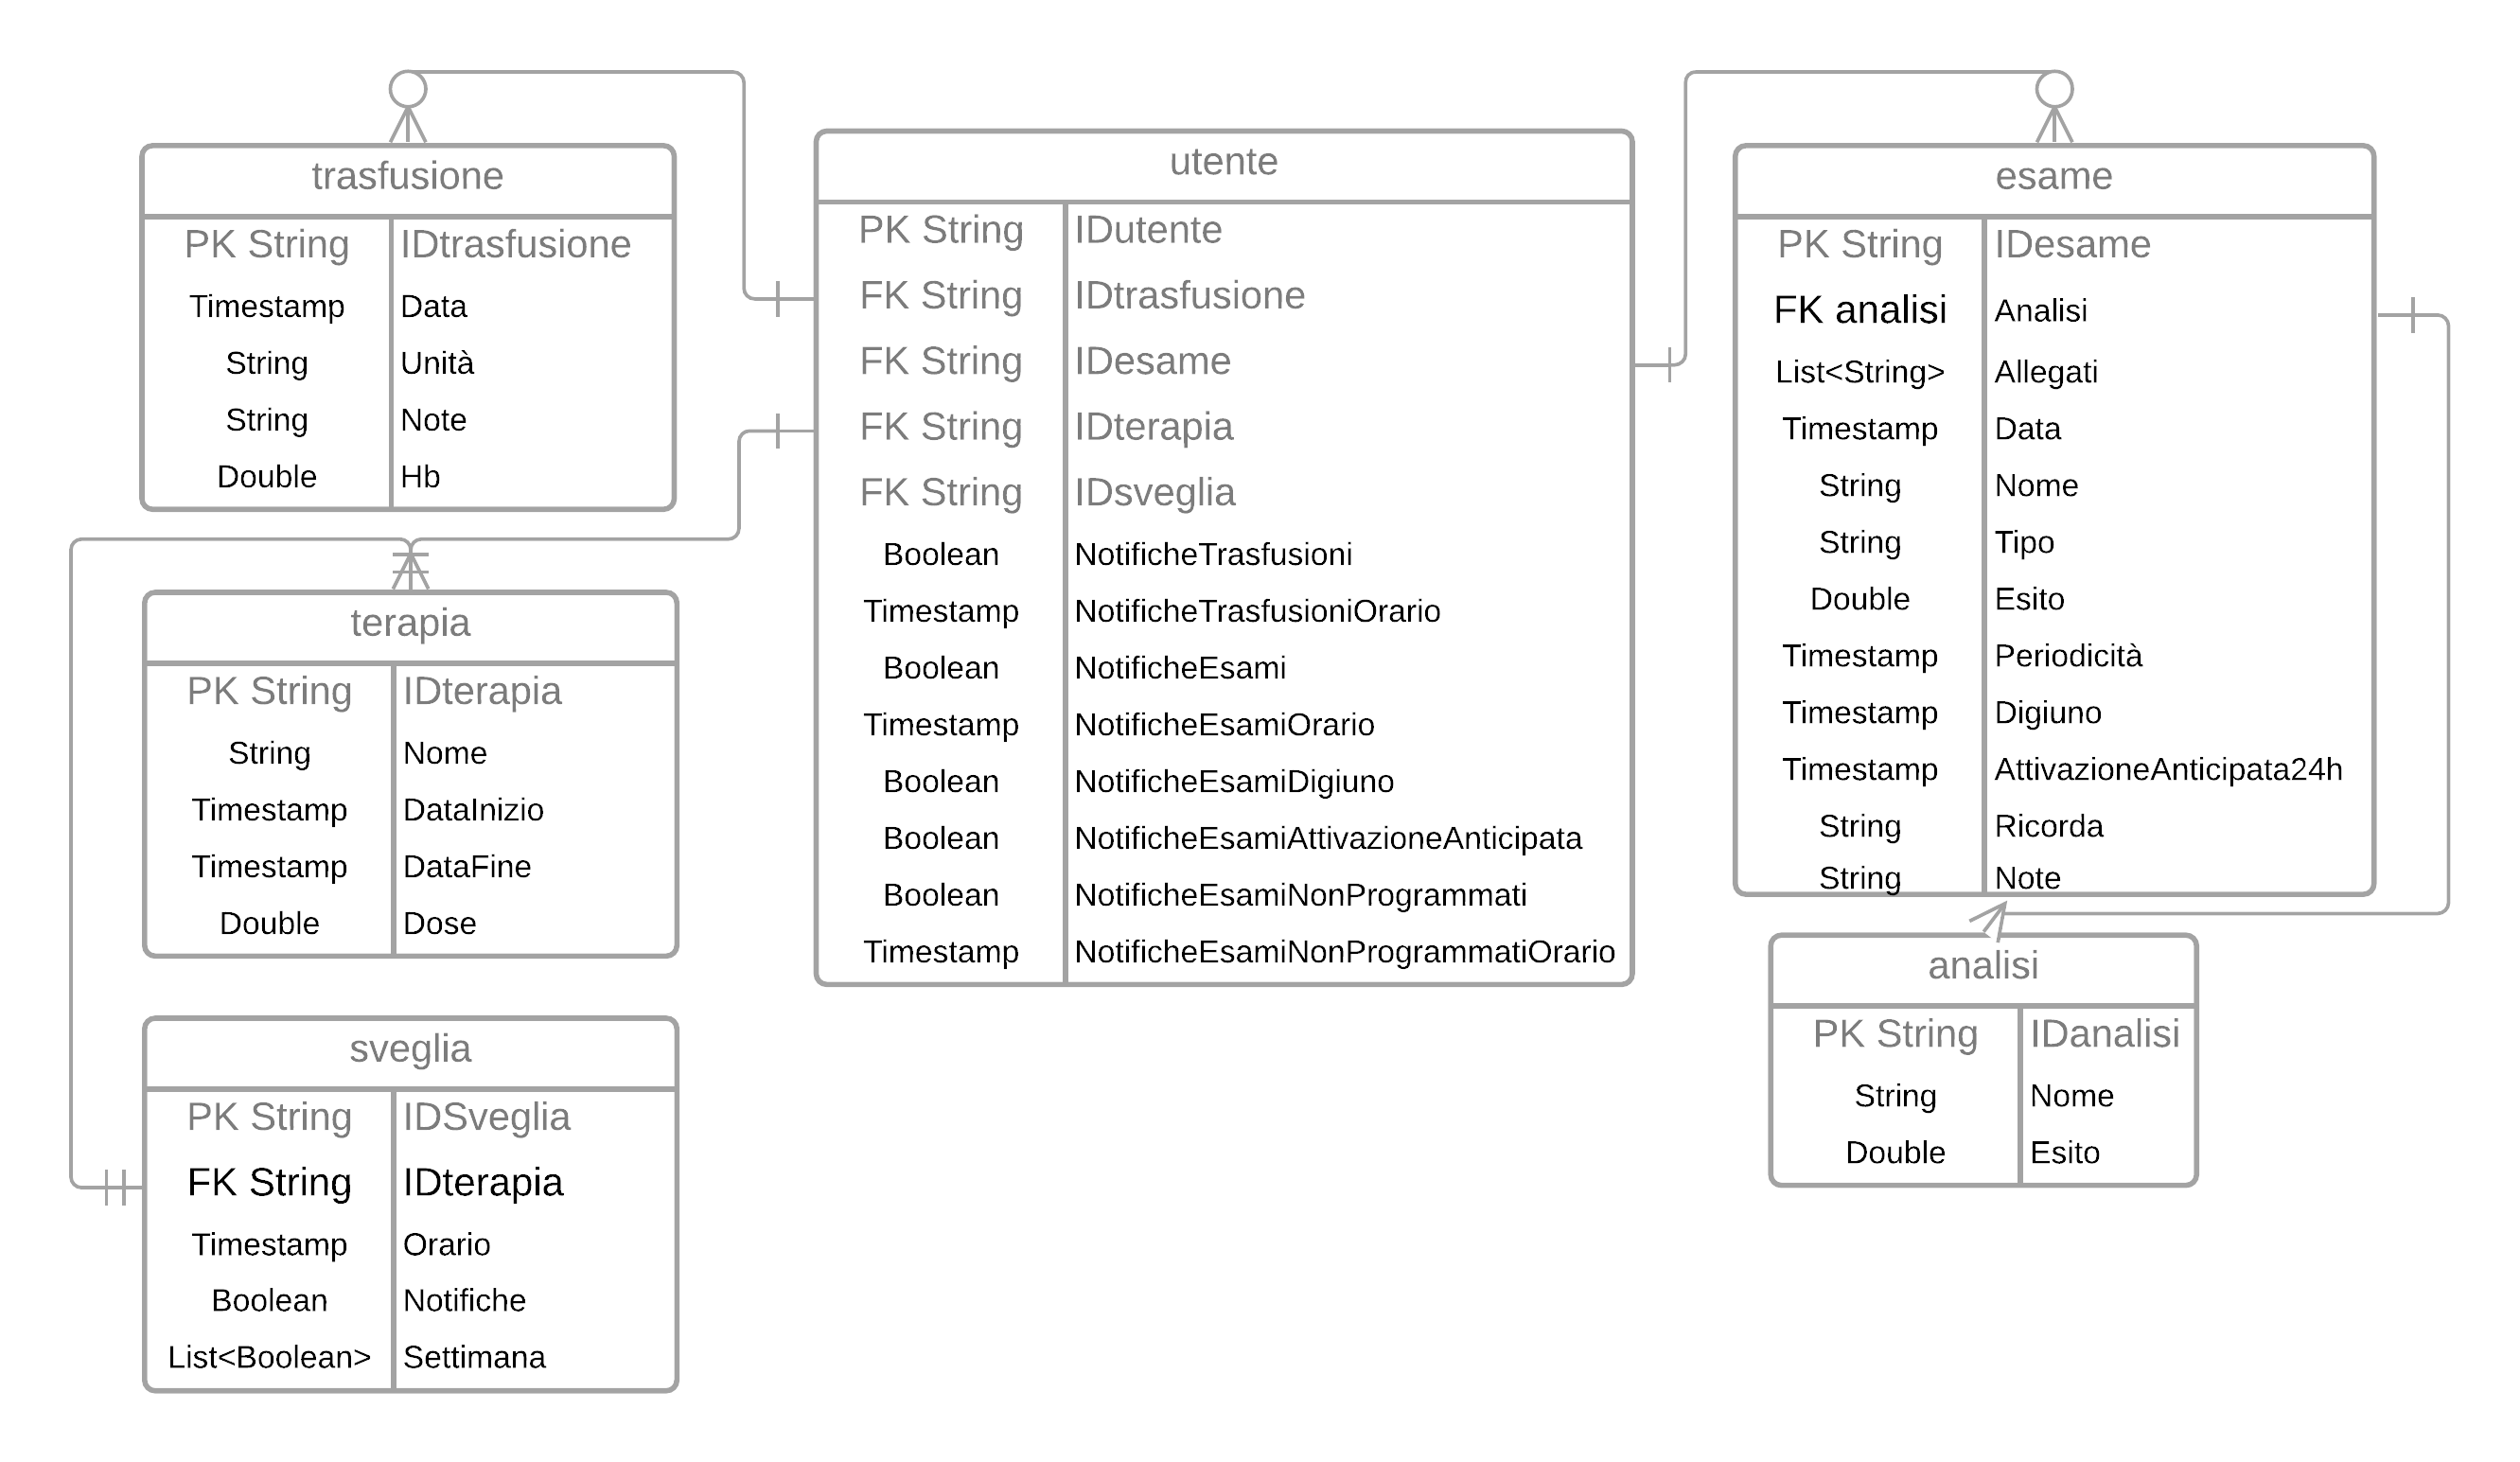 trasfusione
PK String IDtrasfusione
Timestamp Data
String Unità
String Note
Double Hb
terapia
PK String IDterapia
String Nome
Timestamp DataInizio
Timestamp DataFine
Double Dose
sveglia
PK String IDSveglia
FK String IDterapia
Timestamp Orario
Boolean Notifiche
List<Boolean> Settimana
utente
PK String IDutente
FK String IDtrasfusione
FK String IDesame
FK String IDterapia
FK String IDsveglia
Boolean NotificheTrasfusioni
Timestamp NotificheTrasfusioniOrario
Boolean NotificheEsami
Timestamp NotificheEsamiOrario
Boolean NotificheEsamiDigiuno
Boolean NotificheEsamiAttivazioneAnticipata
Boolean NotificheEsamiNonProgrammati
Timestamp NotificheEsamiNonProgrammatiOrario
esame
PK String IDesame
FK analisi Analisi
List<String> Allegati
Timestamp Data
String Nome
String Tipo
Double Esito
Timestamp Periodicità
Timestamp Digiuno
Timestamp AttivazioneAnticipata24h
String Ricorda
String Note
analisi
PK String IDanalisi
String Nome
Double Esito